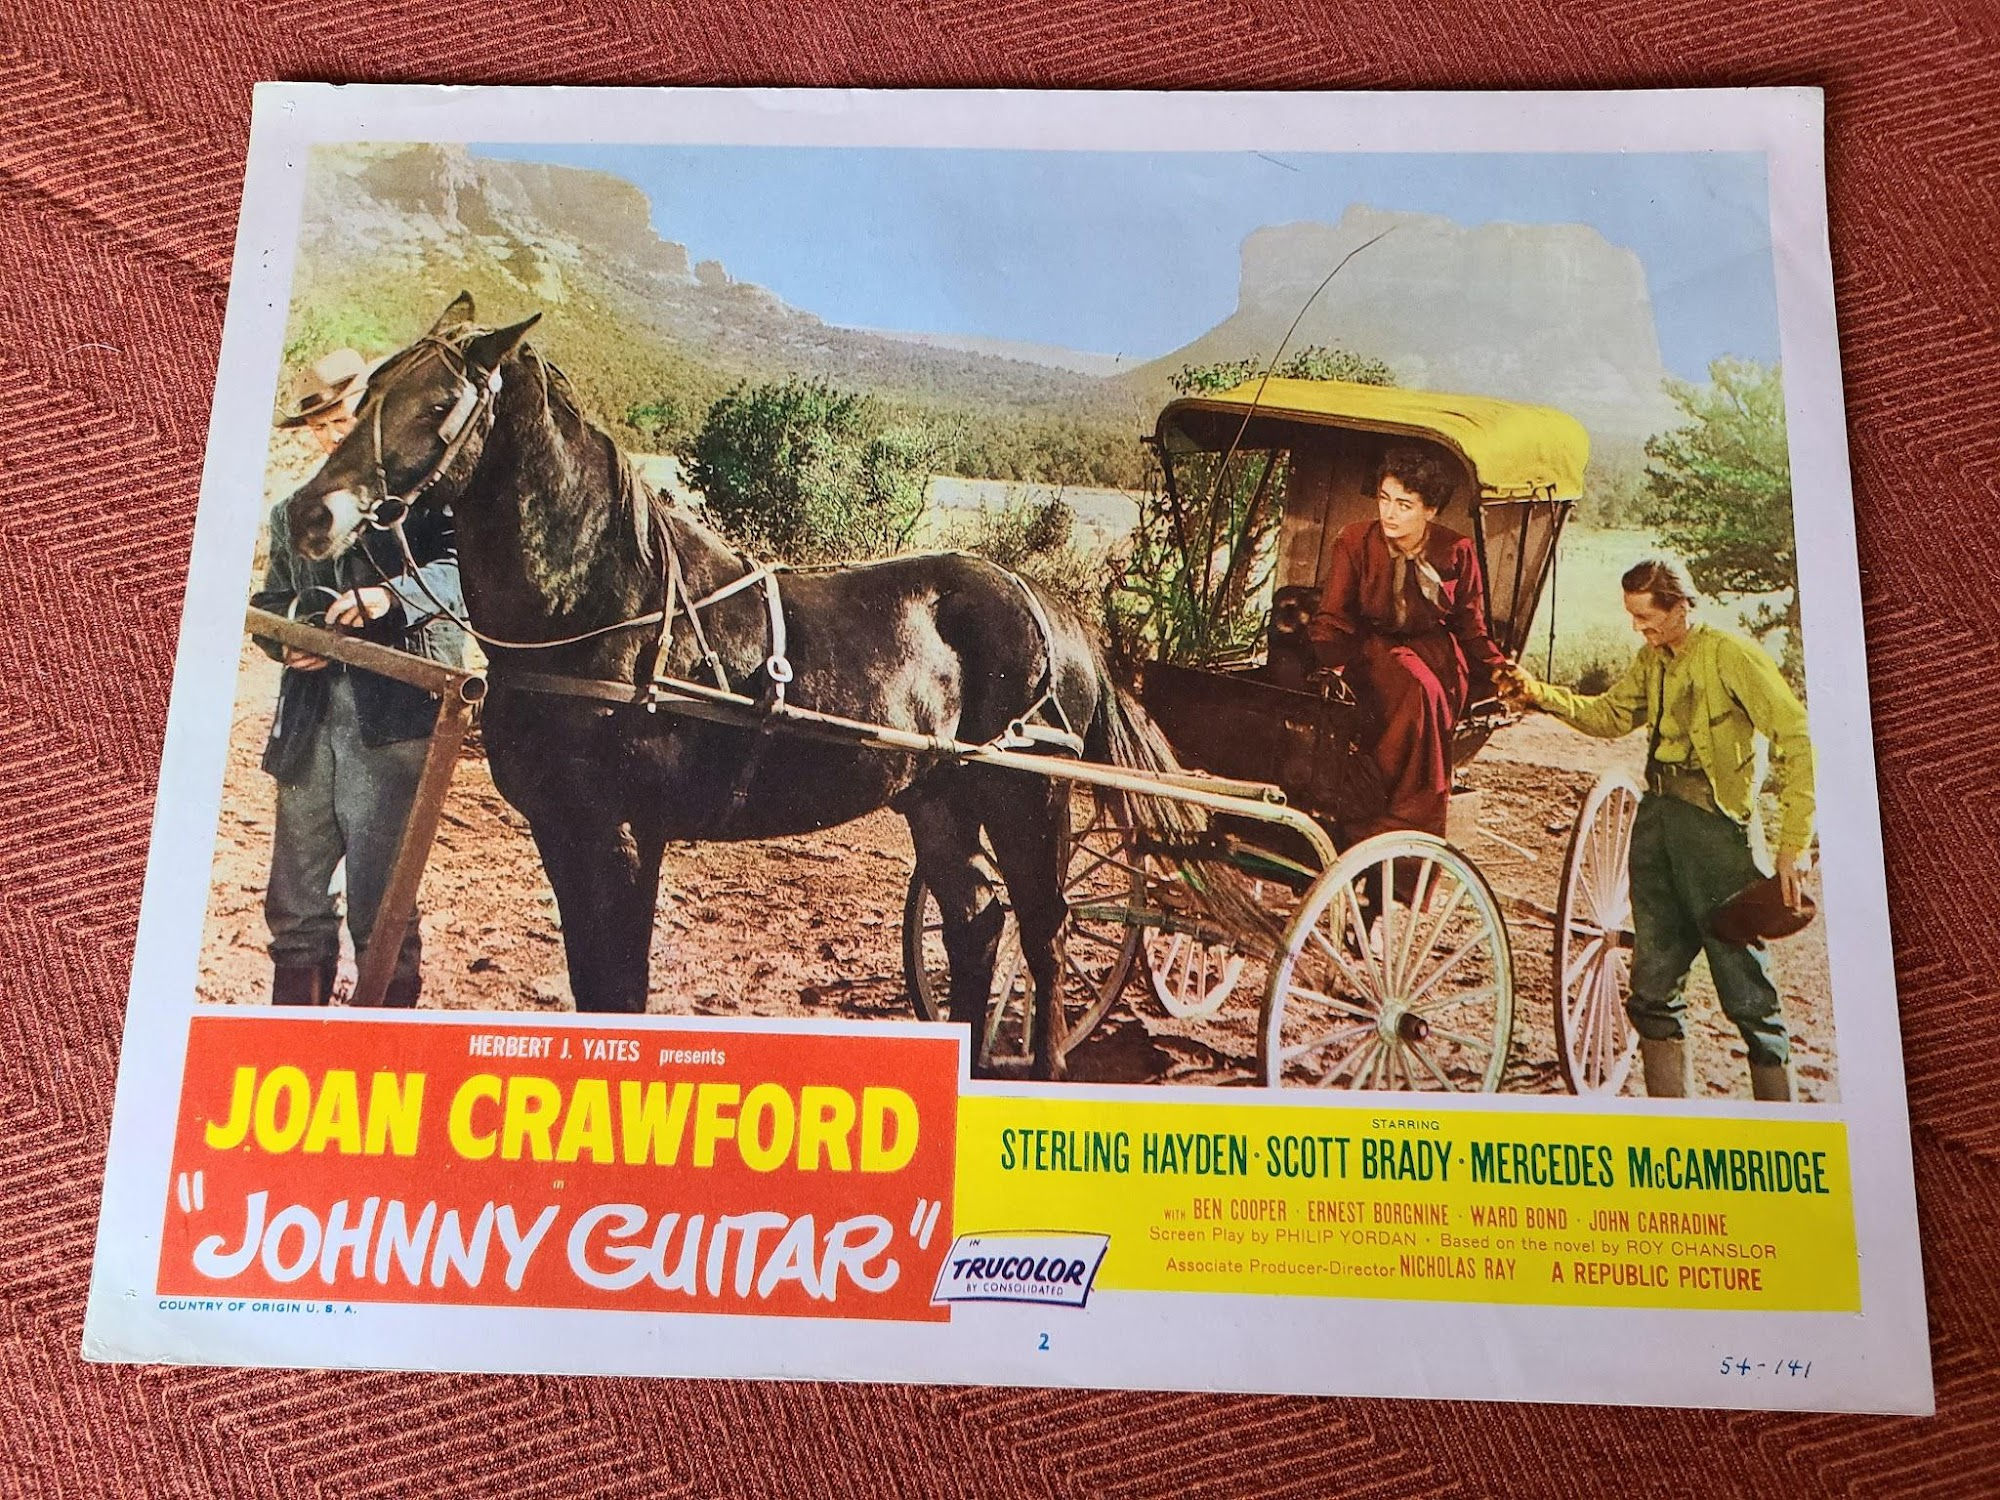 HERBERT J. YATES presents
JOAN CRAWFORD
in
"JOHNNY GUITAR"
IN
TRUCOLOR
BY CONSOLIDATED
STARRING
STERLING HAYDEN · SCOTT BRADY · MERCEDES McCAMBRIDGE
WITH BEN COOPER · ERNEST BORGNINE · WARD BOND · JOHN CARRADINE
Screen Play by PHILIP YORDAN · Based on the novel by ROY CHANSLOR
Associate Producer-Director NICHOLAS RAY A REPUBLIC PICTURE
COUNTRY OF ORIGIN U. S. A.
2
54-141